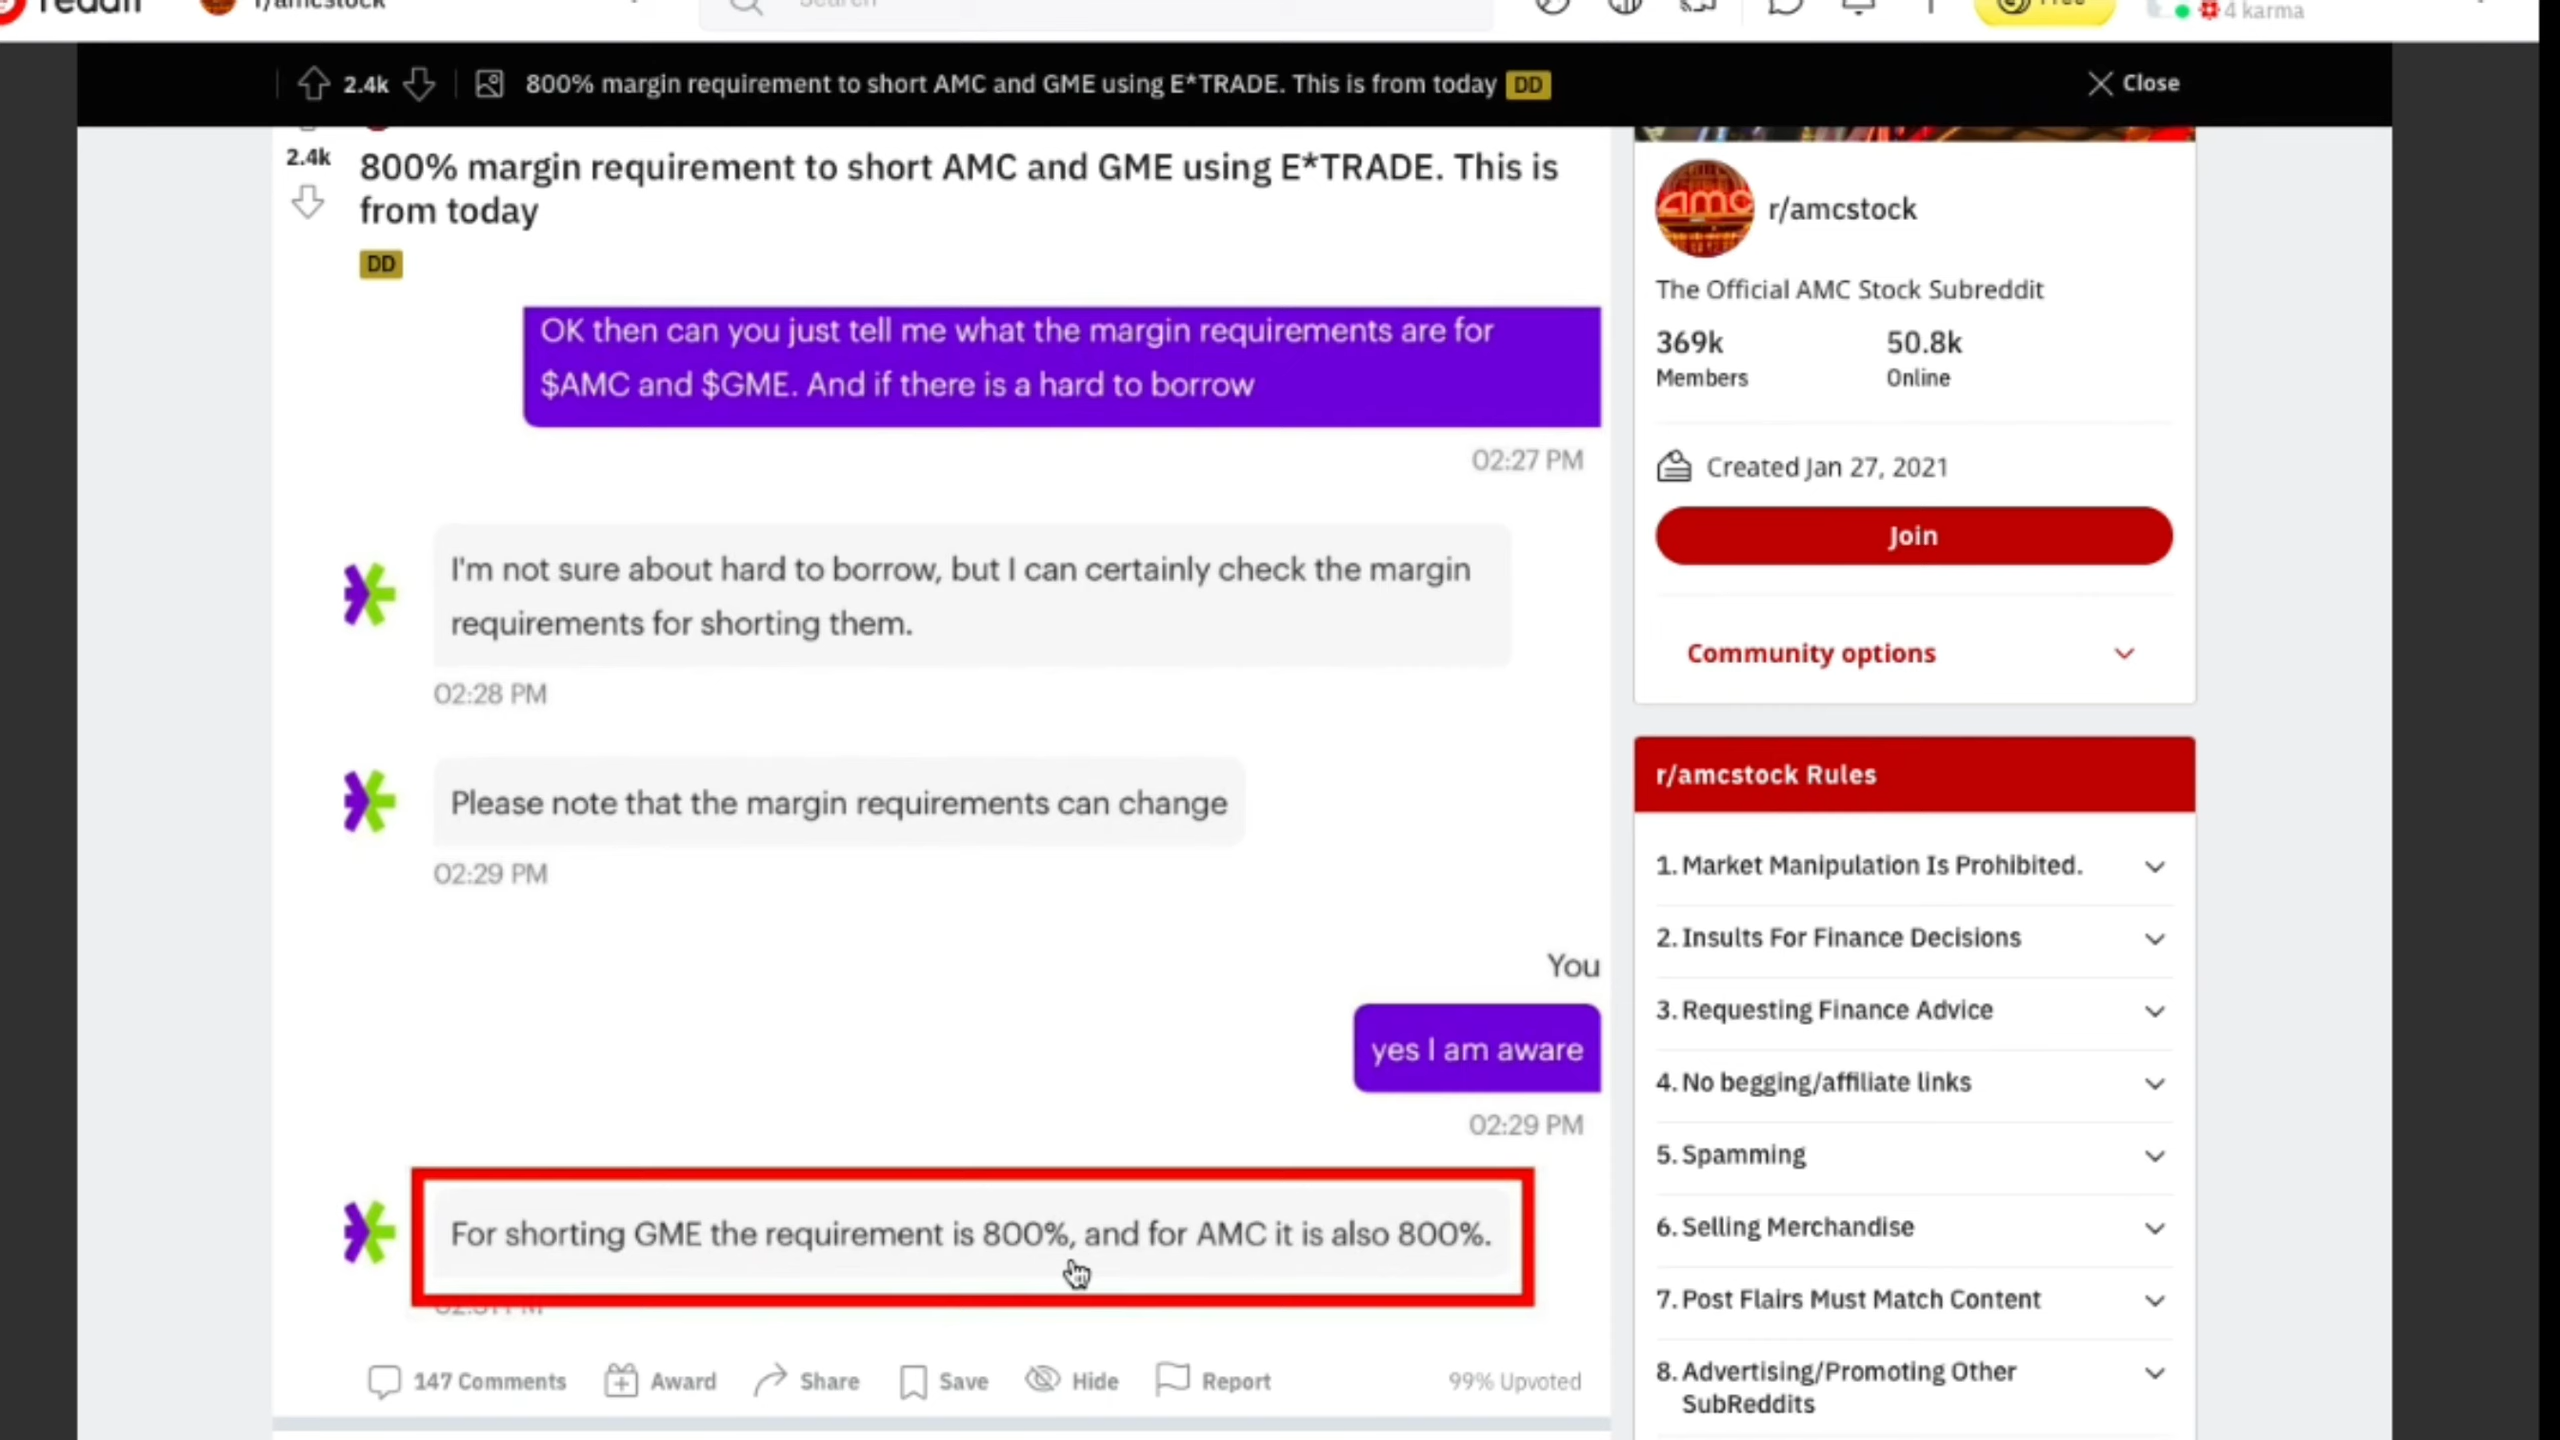 reddit
r/amcstock
Search
Free
4 karma
2.4k
800% margin requirement to short AMC and GME using E*TRADE. This is from today
DD
Close
2.4k
800% margin requirement to short AMC and GME using E*TRADE. This is
from today
DD
OK then can you just tell me what the margin requirements are for
$AMC and $GME. And if there is a hard to borrow
02:27 PM
I'm not sure about hard to borrow, but I can certainly check the margin
requirements for shorting them.
02:28 PM
Please note that the margin requirements can change
02:29 PM
You
yes I am aware
02:29 PM
For shorting GME the requirement is 800%, and for AMC it is also 800%.
147 Comments
Award
Share
Save
Hide
Report
99% Upvoted
amc
r/amcstock
The Official AMC Stock Subreddit
369k
50.8k
Members
Online
Created Jan 27, 2021
Join
Community options
r/amcstock Rules
1. Market Manipulation Is Prohibited.
2. Insults For Finance Decisions
3. Requesting Finance Advice
4. No begging/affiliate links
5. Spamming
6. Selling Merchandise
7. Post Flairs Must Match Content
8. Advertising/Promoting Other
SubReddits